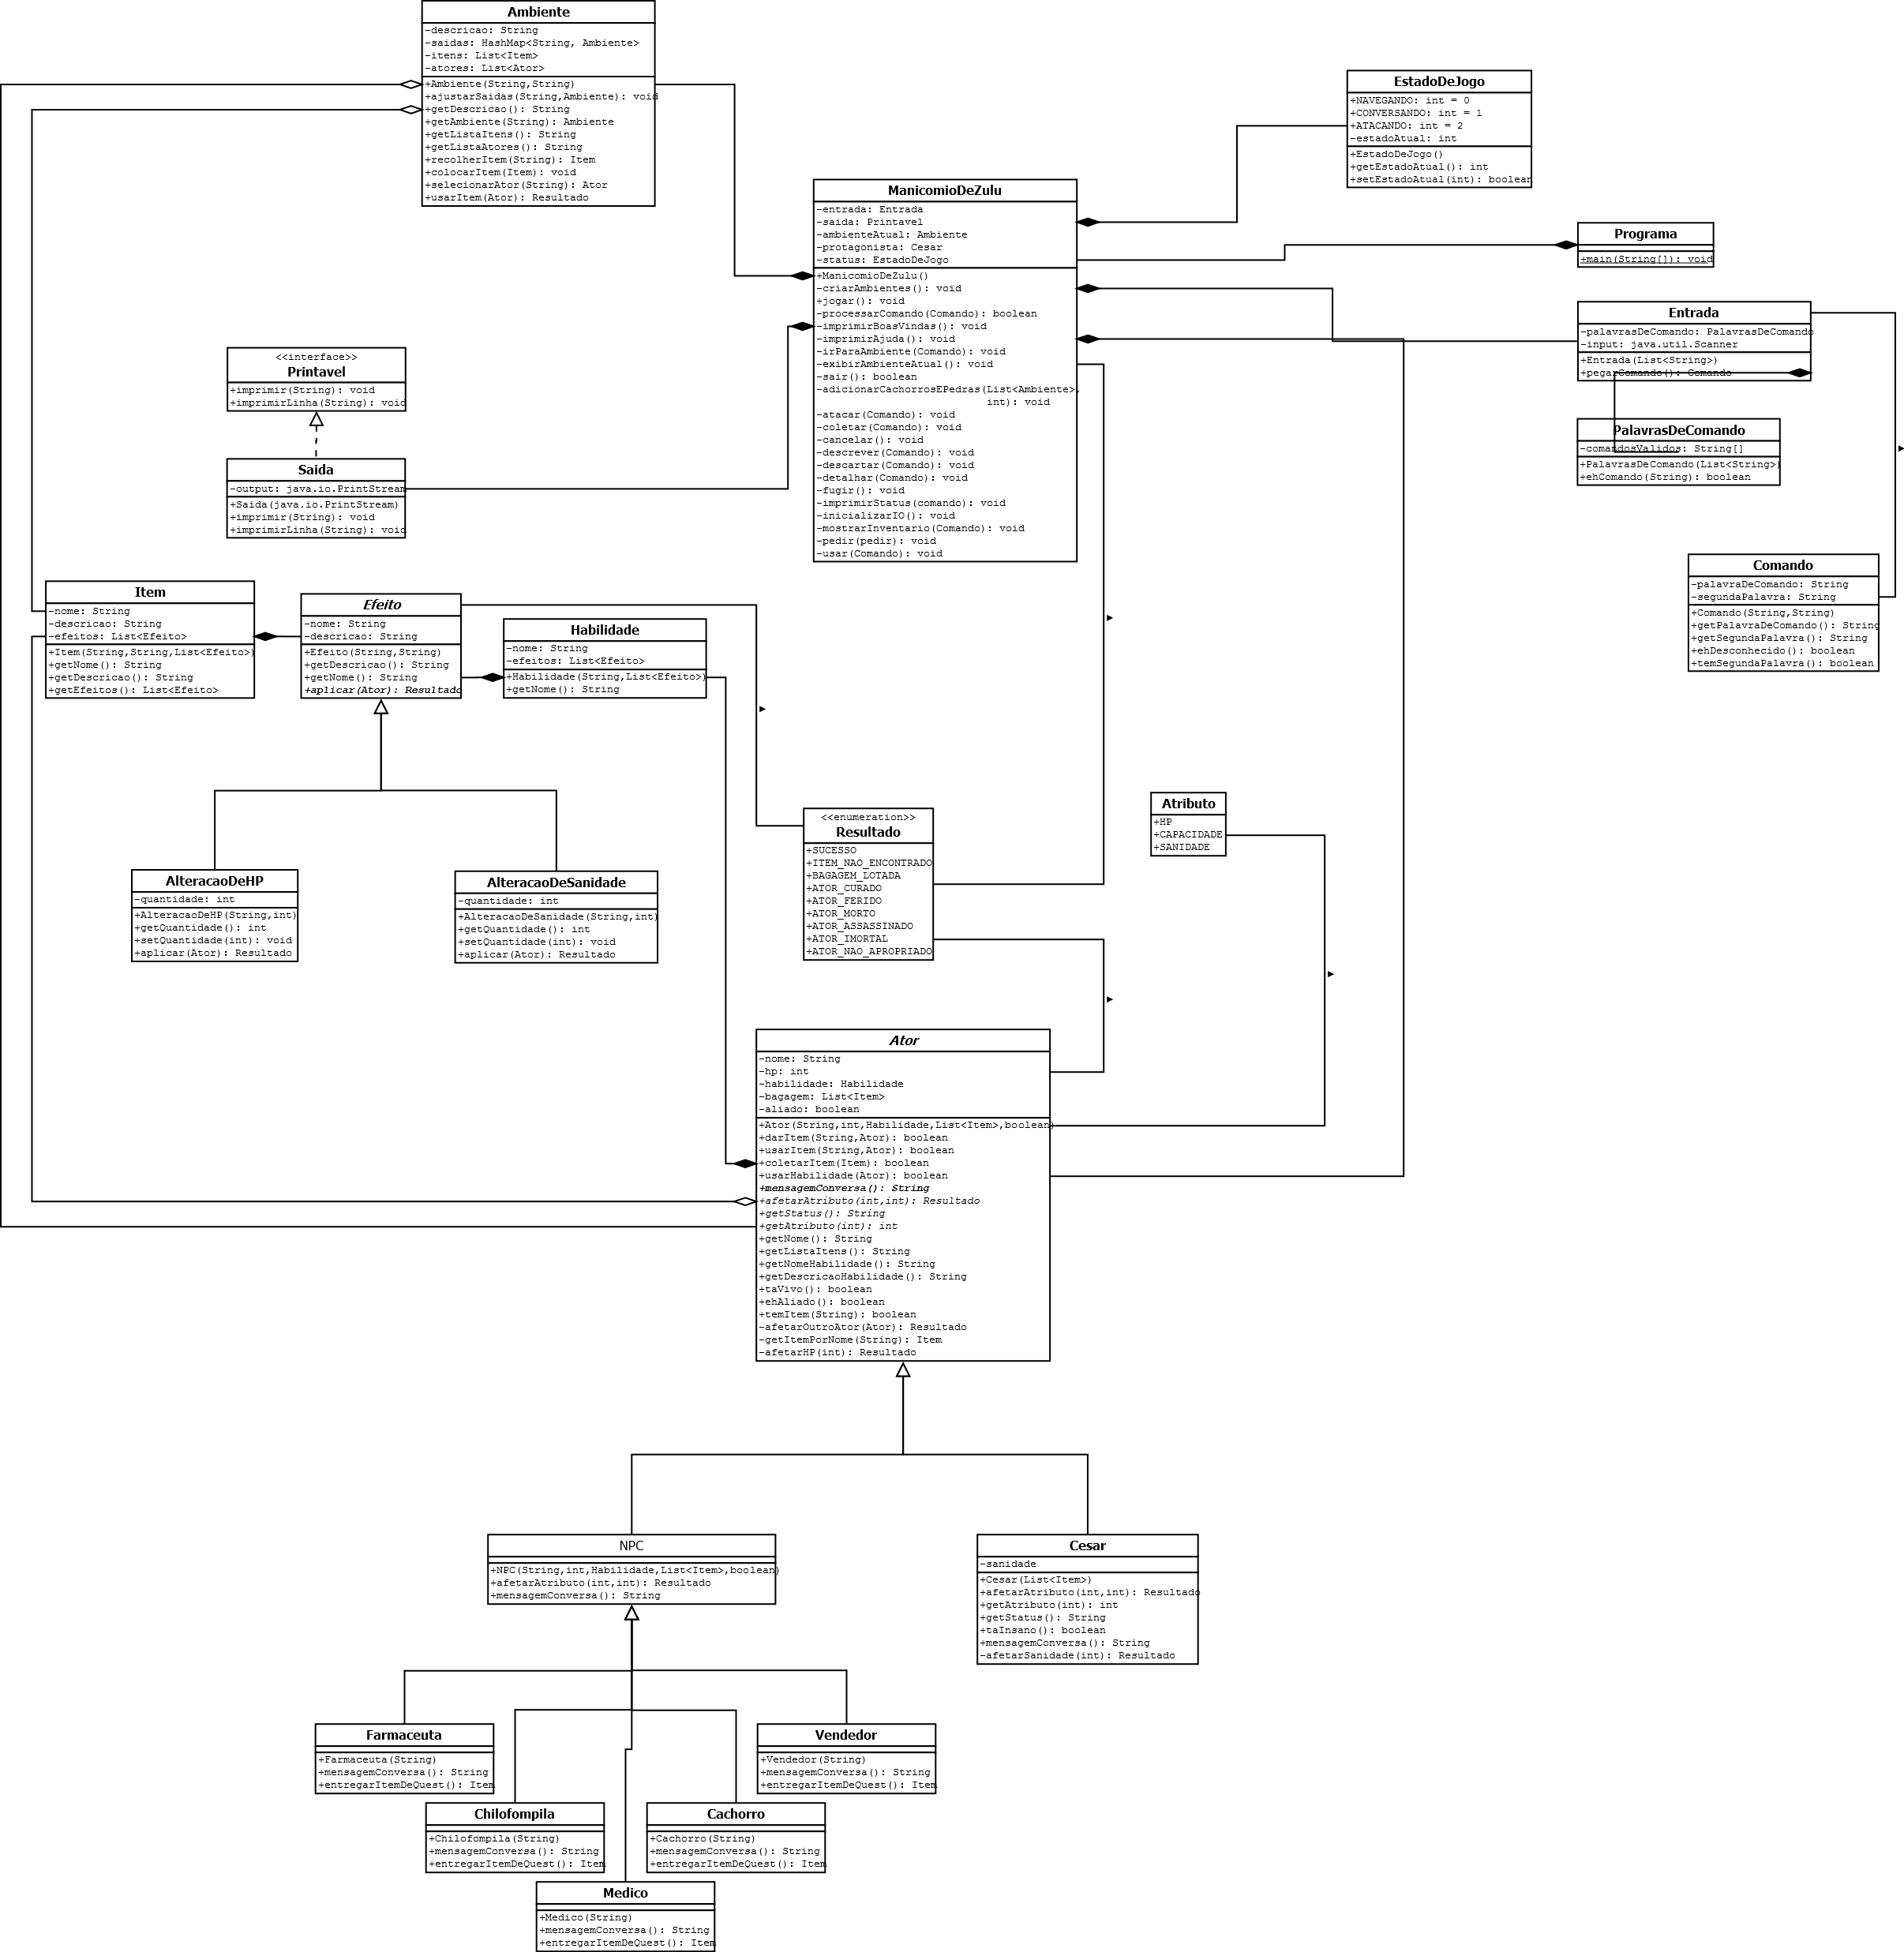 Ambiente
-descricao: String
-saidas: HashMap<String, Ambiente>
-itens: List<Item>
-atores: List<Ator>
+Ambiente(String,String)
+ajustarSaidas(String,Ambiente): void
+getDescricao(): String
+getAmbiente(String): Ambiente
+getListaItens(): String
+getListaAtores(): String
+recolherItem(String): Item
+colocarItem(Item): void
+selecionarAtor(String): Ator
+usarItem(Ator): Resultado
EstadoDeJogo
+NAVEGANDO: int = 0
+CONVERSANDO: int = 1
+ATACANDO: int = 2
-estadoAtual: int
+EstadoDeJogo()
+getEstadoAtual(): int
+setEstadoAtual(int): boolean
ManicomioDeZulu
-entrada: Entrada
-saida: Printavel
-ambienteAtual: Ambiente
-protagonista: Cesar
-status: EstadoDeJogo
+ManicomioDeZulu()
-criarAmbientes(): void
+jogar(): void
-processarComando(Comando): boolean
-imprimirBoasVindas(): void
-imprimirAjuda(): void
-irParaAmbiente(Comando): void
-exibirAmbienteAtual(): void
-sair(): boolean
-adicionarCachorrosEPedras(List<Ambiente>,
int): void
-atacar(Comando): void
-coletar(Comando): void
-cancelar(): void
-descrever(Comando): void
-descartar(Comando): void
-detalhar(Comando): void
-fugir(): void
-imprimirStatus(comando): void
-inicializarIO(): void
-mostrarInventario(Comando): void
-pedir(pedir): void
-usar(Comando): void
Programa
+main(String[]): void
Entrada
-palavrasDeComando: PalavrasDeComando
-input: java.util.Scanner
+Entrada(List<String>)
+pegarComando(): Comando
PalavrasDeComando
-comandosValidos: String[]
+PalavrasDeComando(List<String>)
+ehComando(String): boolean
Comando
-palavraDeComando: String
-segundaPalavra: String
+Comando(String,String)
+getPalavraDeComando(): String
+getSegundaPalavra(): String
+ehDesconhecido(): boolean
+temSegundaPalavra(): boolean
<<interface>>
Printavel
+imprimir(String): void
+imprimirLinha(String): void
Saida
-output: java.io.PrintStream
+Saida(java.io.PrintStream)
+imprimir(String): void
+imprimirLinha(String): void
Item
-nome: String
-descricao: String
-efeitos: List<Efeito>
+Item(String,String,List<Efeito>)
+getNome(): String
+getDescricao(): String
+getEfeitos(): List<Efeito>
Efeito
-nome: String
-descricao: String
+Efeito(String,String)
+getDescricao(): String
+getNome(): String
+aplicar(Ator): Resultado
Habilidade
-nome: String
-efeitos: List<Efeito>
+Habilidade(String,List<Efeito>)
+getNome(): String
AlteracaoDeHP
-quantidade: int
+AlteracaoDeHP(String,int)
+getQuantidade(): int
+setQuantidade(int): void
+aplicar(Ator): Resultado
AlteracaoDeSanidade
-quantidade: int
+AlteracaoDeSanidade(String,int)
+getQuantidade(): int
+setQuantidade(int): void
+aplicar(Ator): Resultado
<<enumeration>>
Resultado
+SUCESSO
+ITEM_NAO_ENCONTRADO
+BAGAGEM_LOTADA
+ATOR_CURADO
+ATOR_FERIDO
+ATOR_MORTO
+ATOR_ASSASSINADO
+ATOR_IMORTAL
+ATOR_NAO_APROPRIADO
Atributo
+HP
+CAPACIDADE
+SANIDADE
Ator
-nome: String
-hp: int
-habilidade: Habilidade
-bagagem: List<Item>
-aliado: boolean
+Ator(String,int,Habilidade,List<Item>,boolean)
+darItem(String,Ator): boolean
+usarItem(String,Ator): boolean
+coletarItem(Item): boolean
+usarHabilidade(Ator): boolean
+mensagemConversa(): String
+afetarAtributo(int,int): Resultado
+getStatus(): String
+getAtributo(int): int
+getNome(): String
+getListaItens(): String
+getNomeHabilidade(): String
+getDescricaoHabilidade(): String
+taVivo(): boolean
+ehAliado(): boolean
+temItem(String): boolean
-afetarOutroAtor(Ator): Resultado
-getItemPorNome(String): Item
-afetarHP(int): Resultado
NPC
+NPC(String,int,Habilidade,List<Item>,boolean)
+afetarAtributo(int,int): Resultado
+mensagemConversa(): String
Cesar
-sanidade
+Cesar(List<Item>)
+afetarAtributo(int,int): Resultado
+getAtributo(int): int
+getStatus(): String
+taInsano(): boolean
+mensagemConversa(): String
-afetarSanidade(int): Resultado
Farmaceuta
+Farmaceuta(String)
+mensagemConversa(): String
+entregarItemDeQuest(): Item
Vendedor
+Vendedor(String)
+mensagemConversa(): String
+entregarItemDeQuest(): Item
Chilofompila
+Chilofompila(String)
+mensagemConversa(): String
+entregarItemDeQuest(): Item
Cachorro
+Cachorro(String)
+mensagemConversa(): String
+entregarItemDeQuest(): Item
Medico
+Medico(String)
+mensagemConversa(): String
+entregarItemDeQuest(): Item